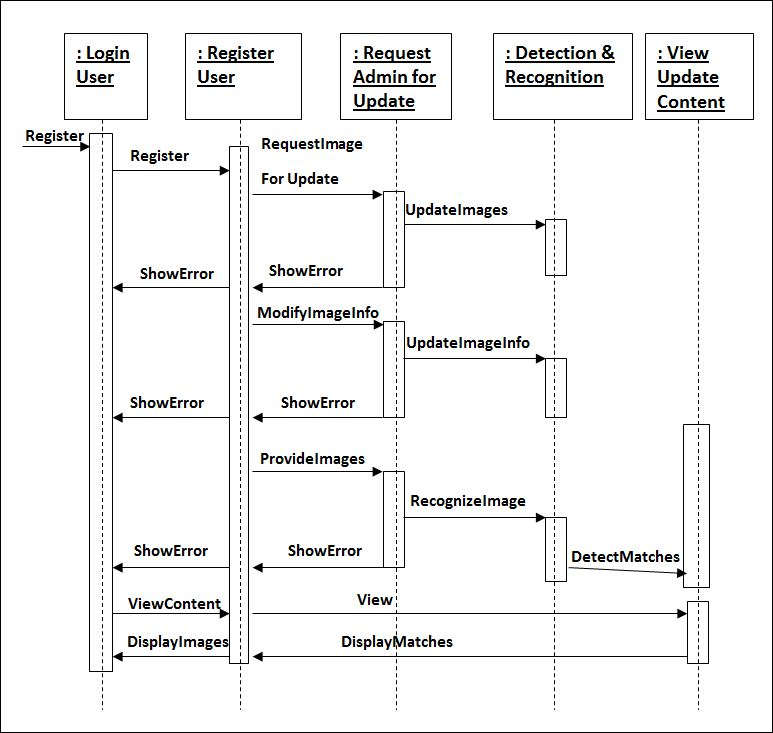 : Login
User
: Register
User
: Request
Admin for
Update
: Detection &
Recognition
: View
Update
Content
Register
Register
RequestImage
For Update
UpdateImages
ShowError
ShowError
ModifyImageInfo
UpdateImageInfo
ShowError
ShowError
ProvideImages
RecognizeImage
ShowError
ShowError
DetectMatches
ViewContent
View
DisplayImages
DisplayMatches